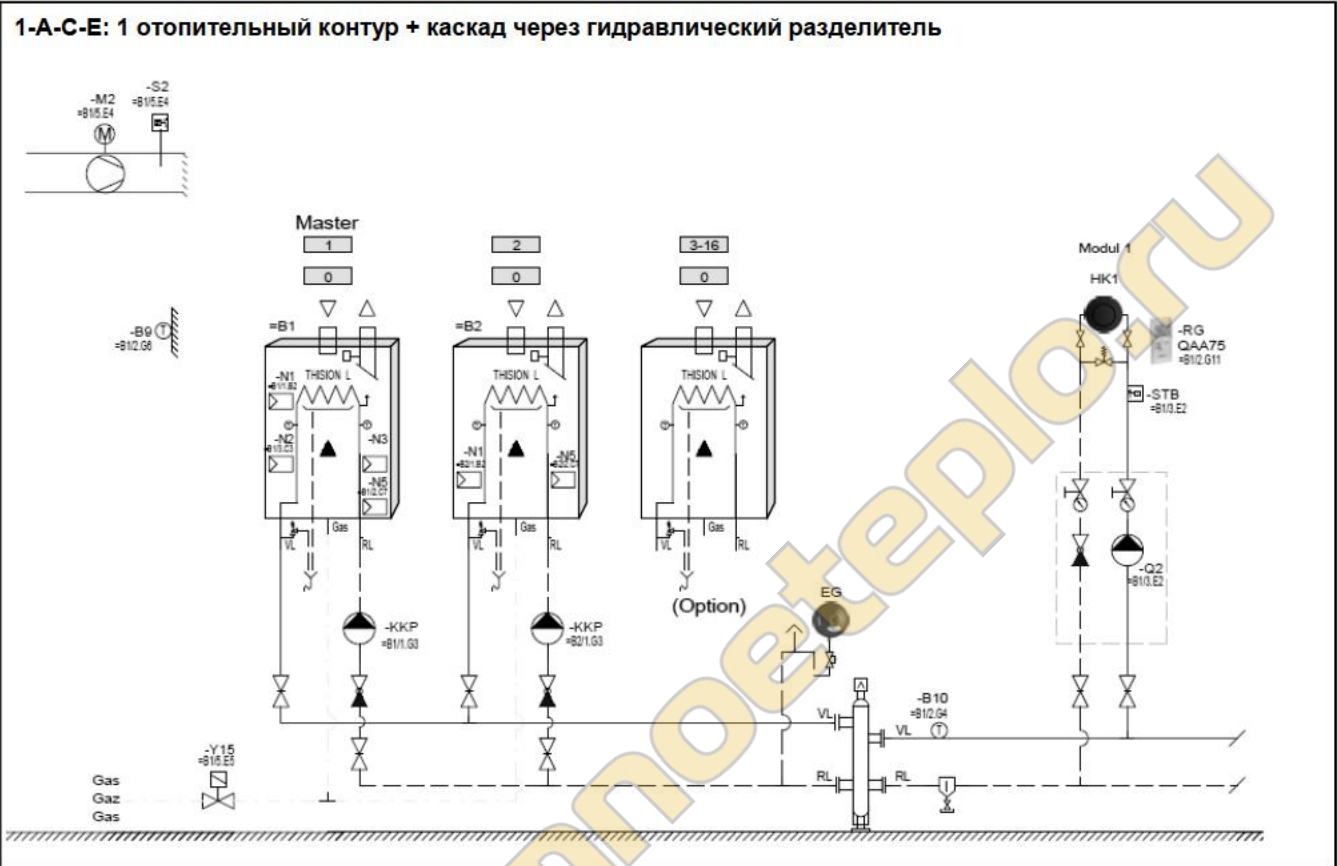 1-A-C-E: 1 отопительный контур + каскад через гидравлический разделитель
-S2
=B1/5.E4
-M2
=B1/5.E4
M
Master
1
2
3-16
0
0
0
Modul 1
HK1
-B9
=B1/2.G6
T
=B1
=B2
-RG
QAA75
=B1/2.G11
THISION L
THISION L
THISION L
-N1
=B1/1.B2
-STB
=B1/3.E2
T
T
T
T
T
T
-N2
=B1/3.C3
-N3
-N1
=B2/1.B2
-N5
=B2/2.C7
-N5
=B1/2.C7
Gas
Gas
Gas
VL
RL
VL
RL
VL
RL
-Q2
=B1/3.E2
(Option)
EG
-KKP
=B1/1.G3
-KKP
=B2/1.G3
A
-B10
=B1/2.G4
VL
VL
T
-Y15
=B1/5.E5
RL
RL
Gas
Gaz
Gas
nnoeteplo.ru